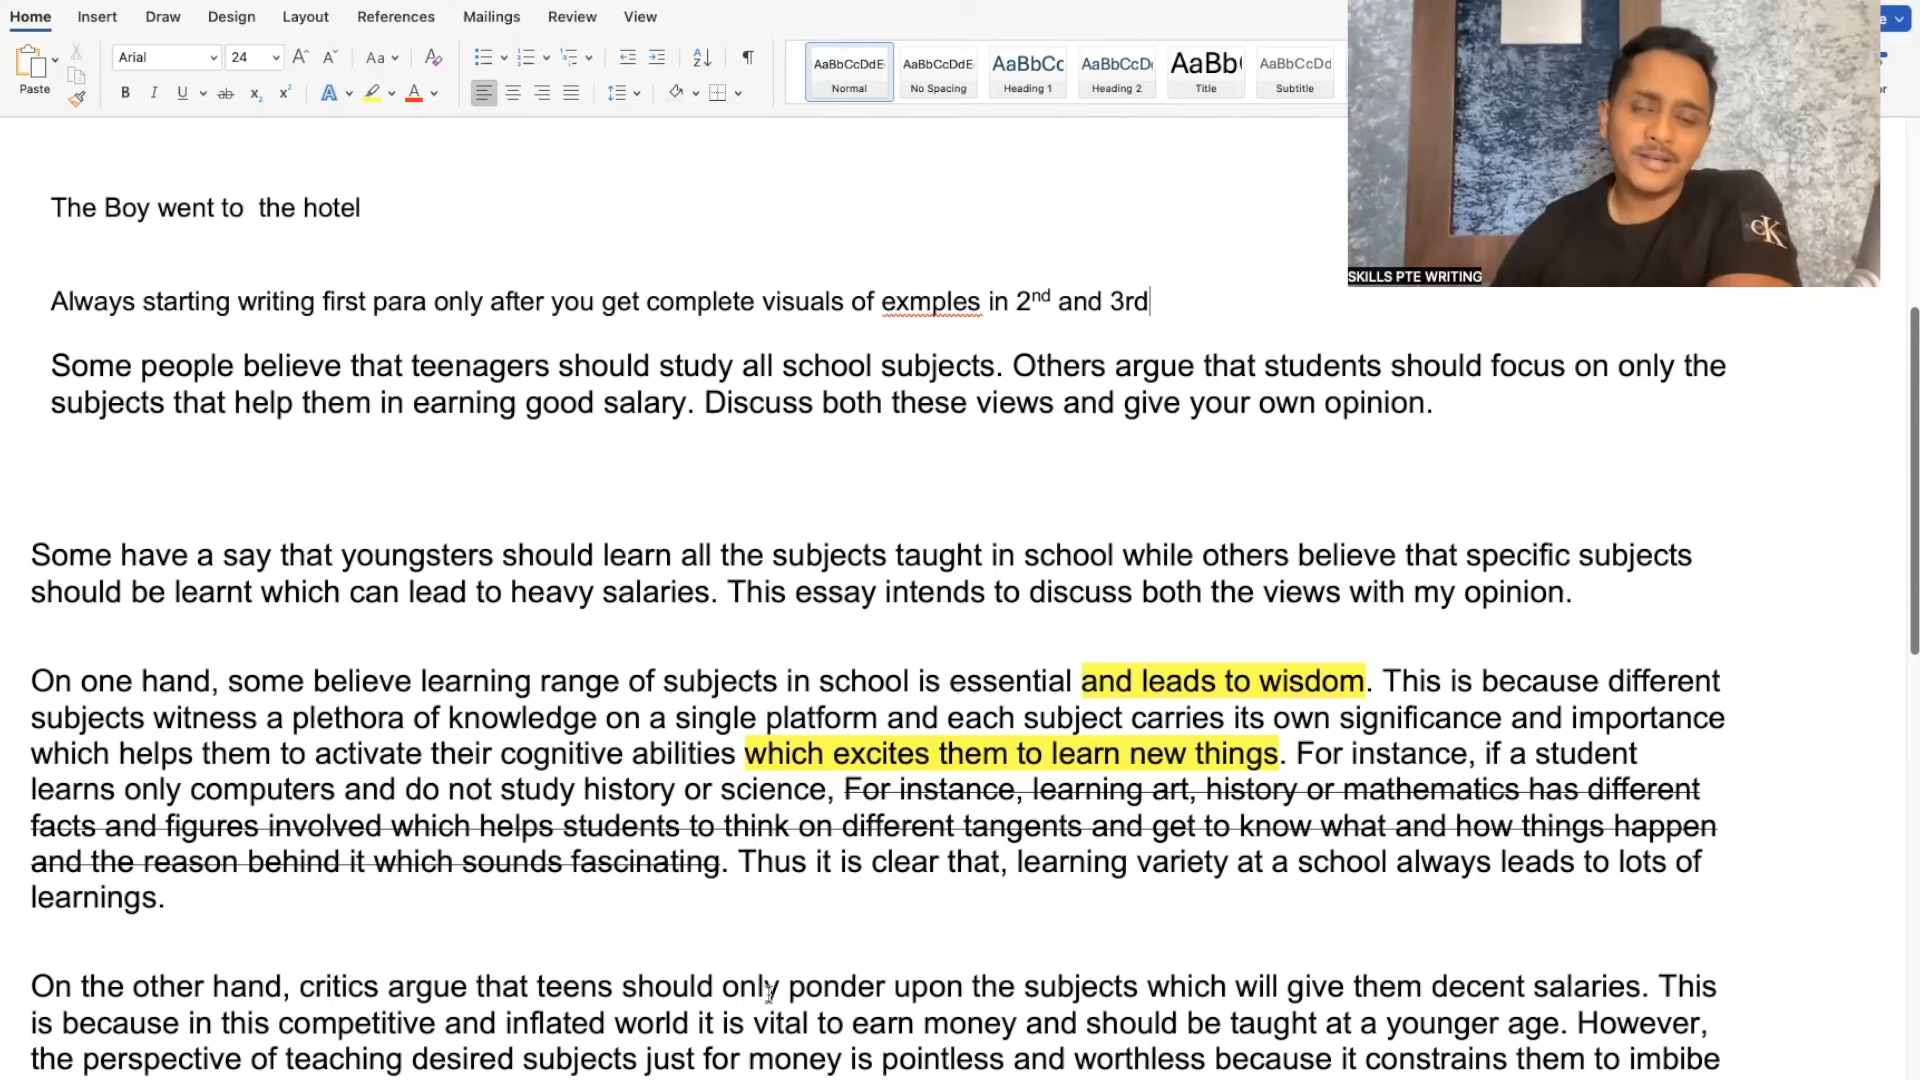 Home Insert Draw Design Layout References Mailings Review View
Arial 24 Aa
Paste B I U ab x2 x2 A A
AaBbCcDdE AaBbCcDdE AaBbCc AaBbCcD AaBb AaBbCcDd
Normal No Spacing Heading 1 Heading 2 Title Subtitle
cK
SKILLS PTE WRITING
The Boy went to  the hotel
Always starting writing first para only after you get complete visuals of exmples in 2nd and 3rd
Some people believe that teenagers should study all school subjects. Others argue that students should focus on only the
subjects that help them in earning good salary. Discuss both these views and give your own opinion.
Some have a say that youngsters should learn all the subjects taught in school while others believe that specific subjects
should be learnt which can lead to heavy salaries. This essay intends to discuss both the views with my opinion.
On one hand, some believe learning range of subjects in school is essential and leads to wisdom. This is because different
subjects witness a plethora of knowledge on a single platform and each subject carries its own significance and importance
which helps them to activate their cognitive abilities which excites them to learn new things. For instance, if a student
learns only computers and do not study history or science, For instance, learning art, history or mathematics has different
facts and figures involved which helps students to think on different tangents and get to know what and how things happen
and the reason behind it which sounds fascinating. Thus it is clear that, learning variety at a school always leads to lots of
learnings.
On the other hand, critics argue that teens should only ponder upon the subjects which will give them decent salaries. This
is because in this competitive and inflated world it is vital to earn money and should be taught at a younger age. However,
the perspective of teaching desired subjects just for money is pointless and worthless because it constrains them to imbibe